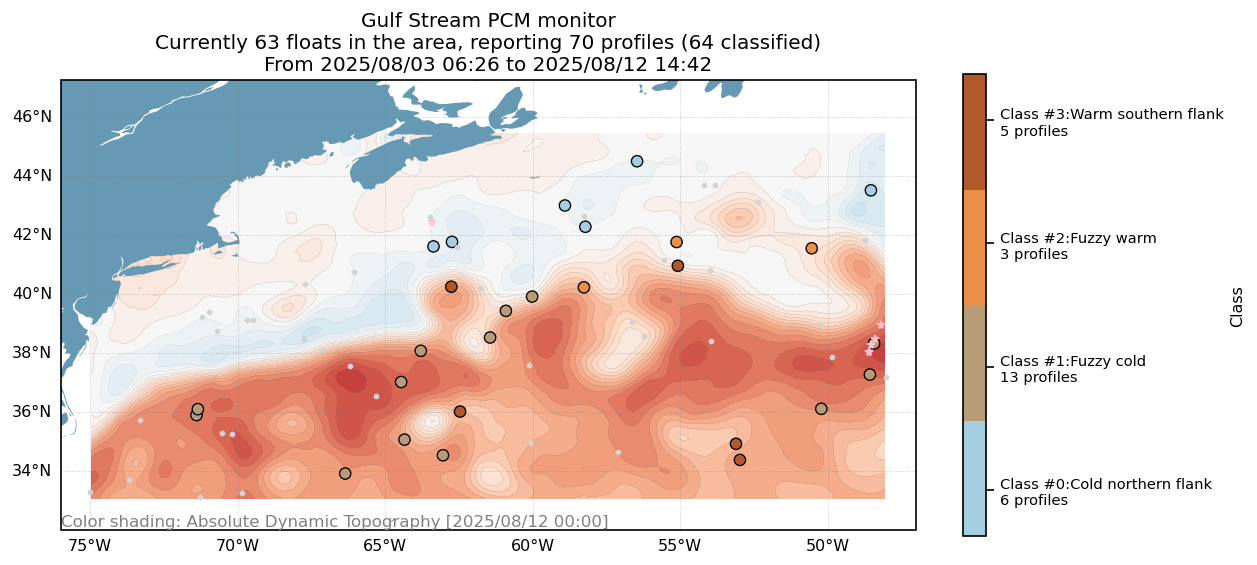 Gulf Stream PCM monitor
Currently 63 floats in the area, reporting 70 profiles (64 classified)
From 2025/08/03 06:26 to 2025/08/12 14:42
46°N
44°N
42°N
40°N
38°N
36°N
34°N
Color shading: Absolute Dynamic Topography [2025/08/12 00:00]
75°W
70°W
65°W
60°W
55°W
50°W
Class #3:Warm southern flank
5 profiles
Class #2:Fuzzy warm
3 profiles
Class #1:Fuzzy cold
13 profiles
Class #0:Cold northern flank
6 profiles
Class